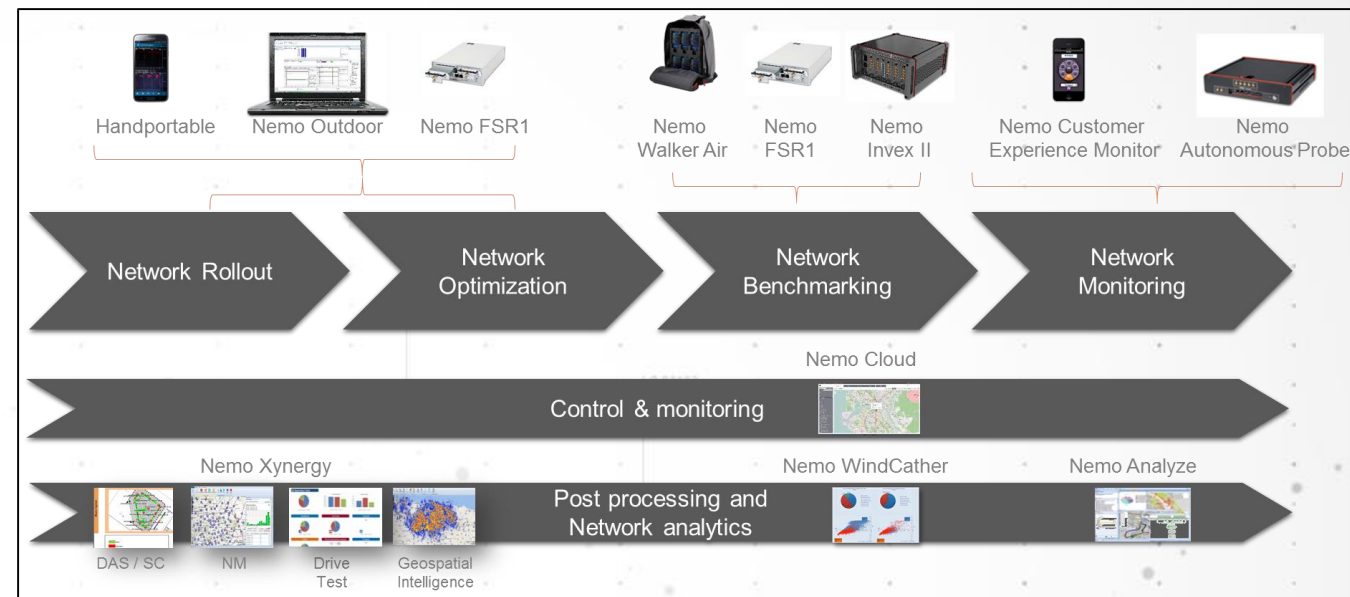 Handportable
Nemo Outdoor
Nemo FSR1
Nemo
Walker Air
Nemo
FSR1
Nemo
Invex II
Nemo Customer
Experience Monitor
Nemo
Autonomous Probe
Network Rollout
Network
Optimization
Network
Benchmarking
Network
Monitoring
Nemo Cloud
Control & monitoring
Nemo Xynergy
Nemo WindCather
Nemo Analyze
Post processing and
Network analytics
DAS / SC
NM
Drive
Test
Geospatial
Intelligence